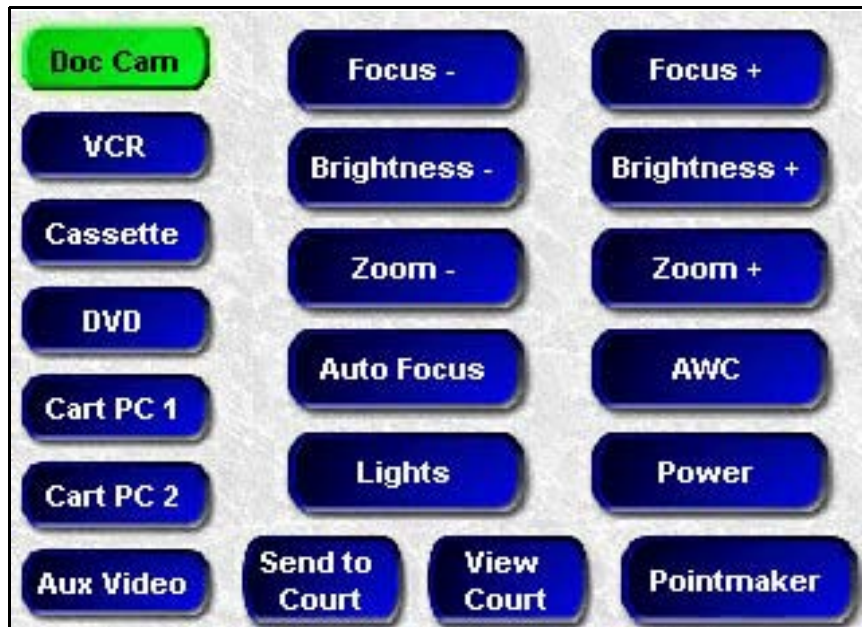 Doc Cam
VCR
Cassette
DVD
Cart PC 1
Cart PC 2
Aux Video
Focus -
Focus +
Brightness -
Brightness +
Zoom -
Zoom +
Auto Focus
AWC
Lights
Power
Send to
Court
View
Court
Pointmaker